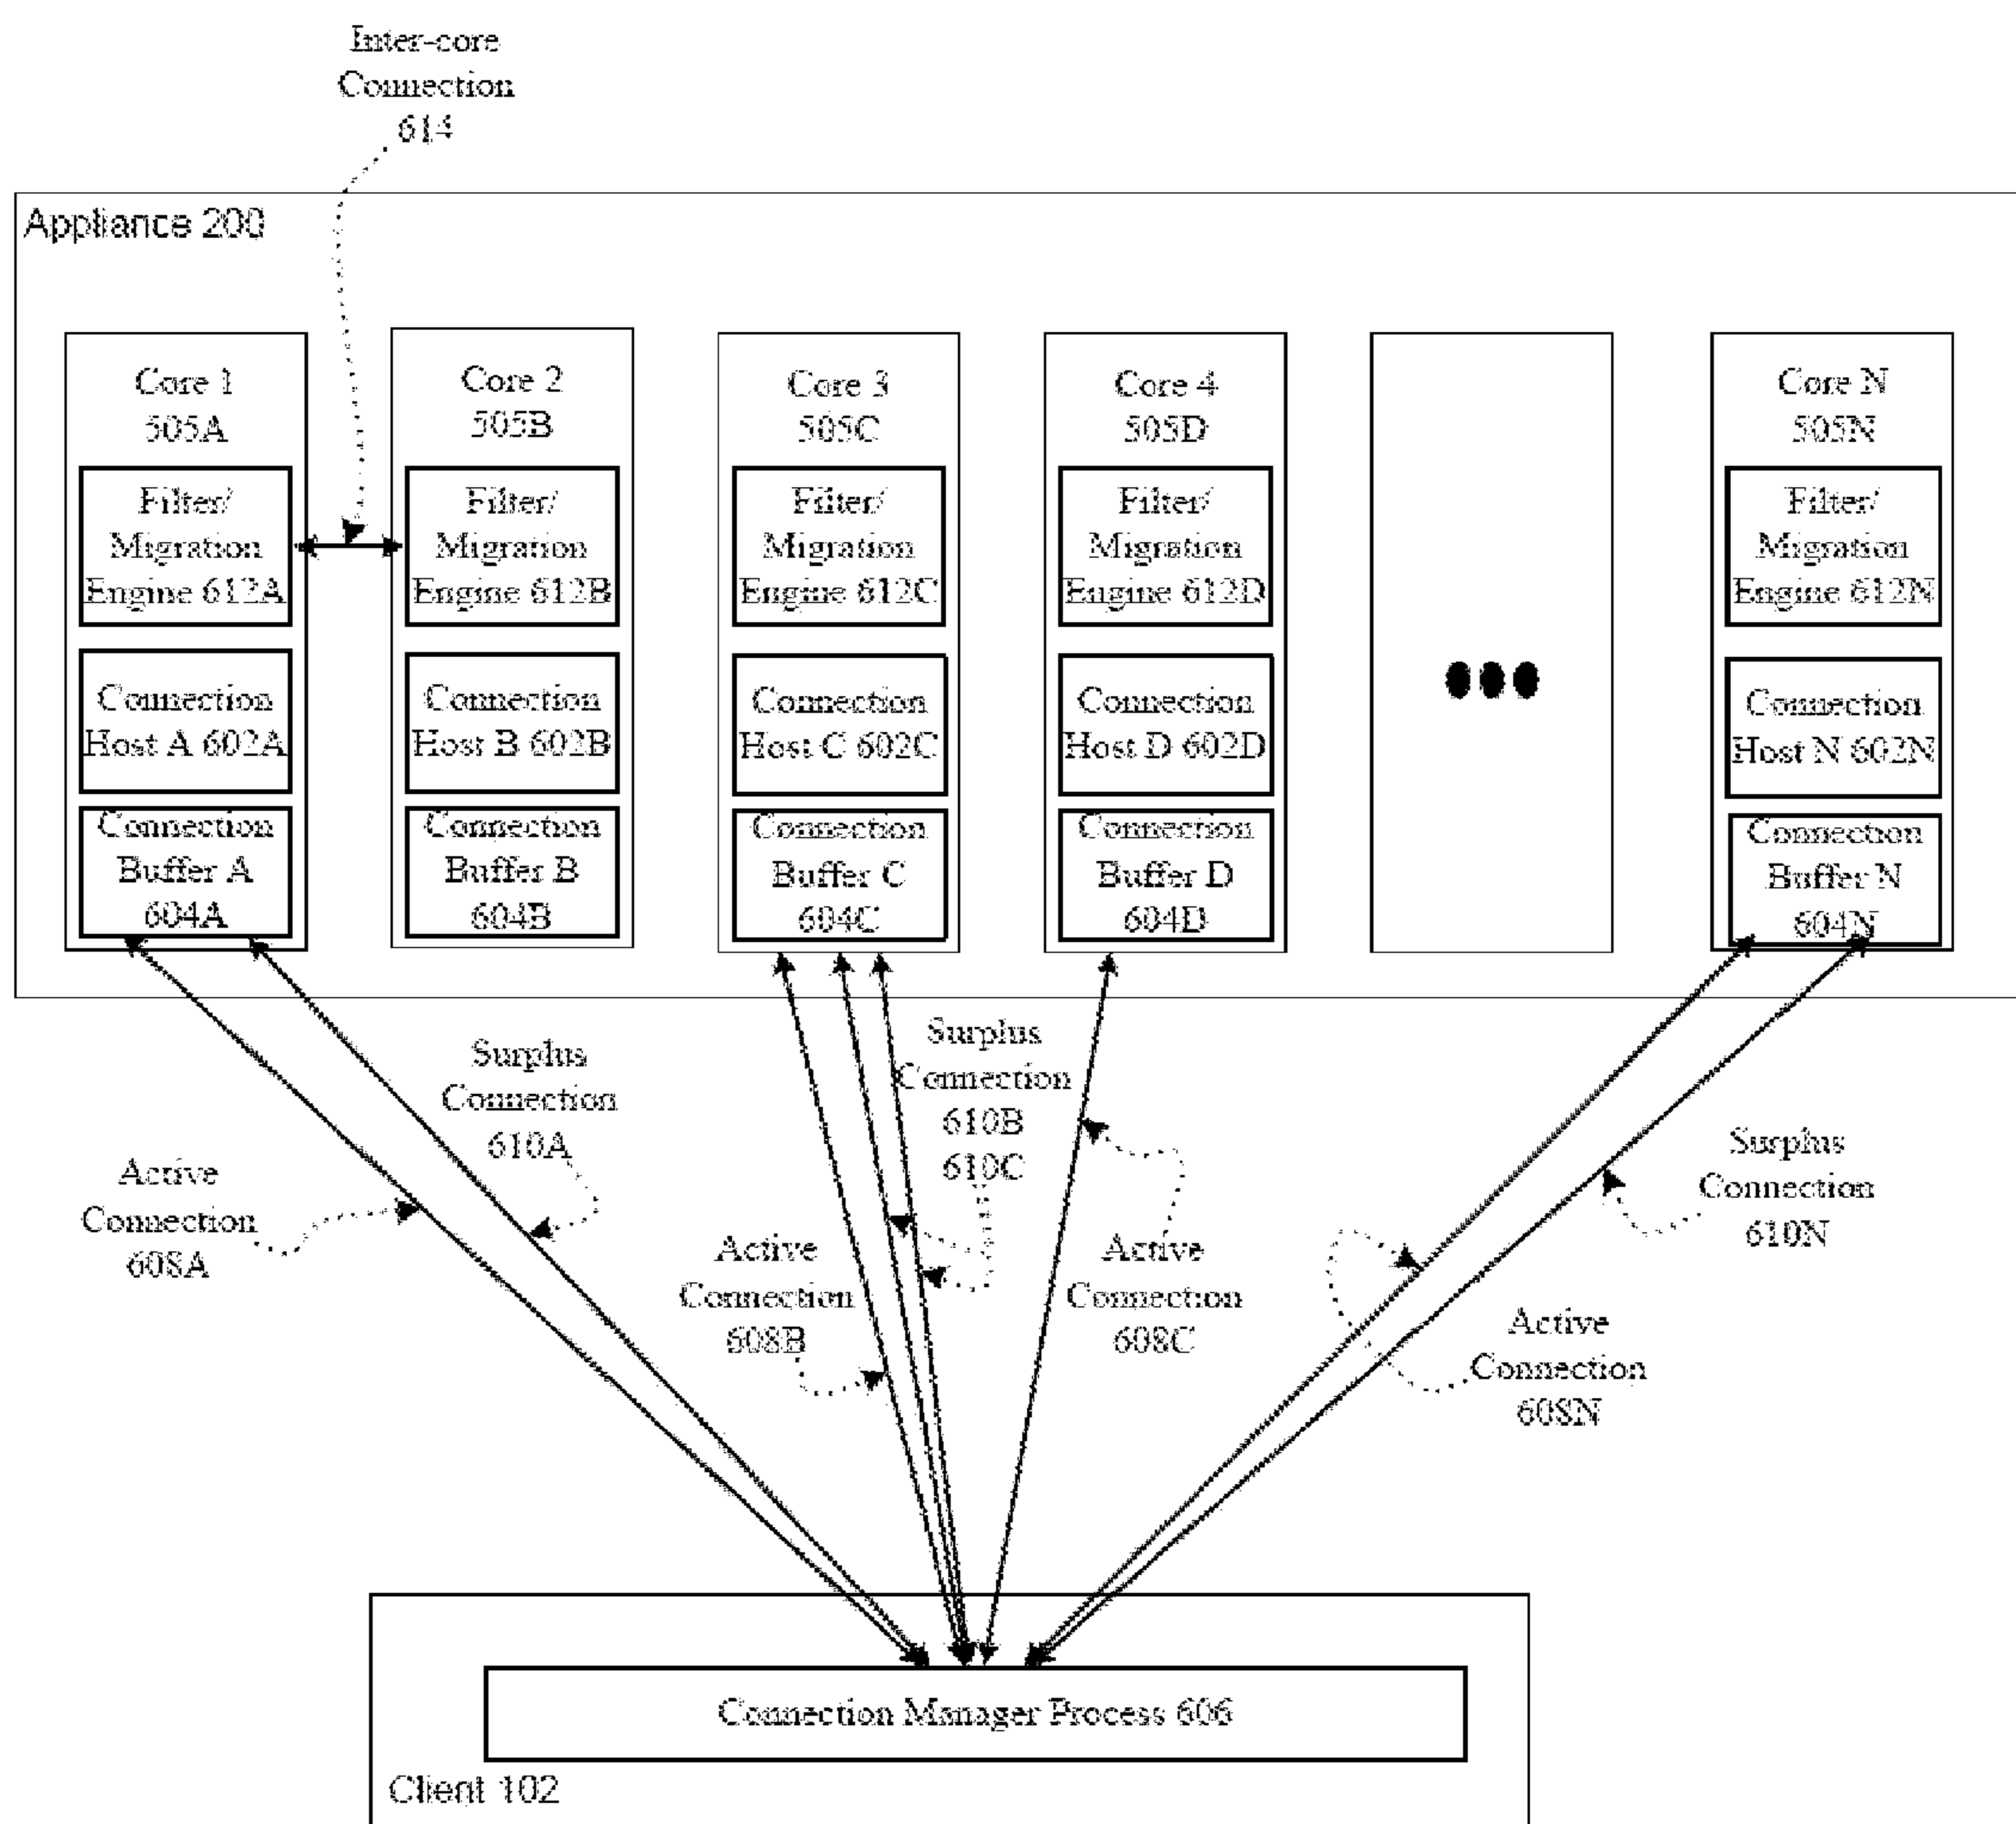 Inter-core
Connection
614
Appliance 200
Core 1
505A
Filter/
Migration
Engine 612A
Connection
Host A 602A
Connection
Buffer A
604A
Core 2
505B
Filter/
Migration
Engine 612B
Connection
Host B 602B
Connection
Buffer B
604B
Core 3
505C
Filter/
Migration
Engine 612C
Connection
Host C 602C
Connection
Buffer C
604C
Core 4
505D
Filter/
Migration
Engine 612D
Connection
Host D 602D
Connection
Buffer D
604D
Core N
505N
Filter/
Migration
Engine 612N
Connection
Host N 602N
Connection
Buffer N
604N
Active
Connection
608A
Surplus
Connection
610A
Active
Connection
608B
Surplus
Connection
610B
610C
Active
Connection
608C
Active
Connection
608N
Surplus
Connection
610N
Connection Manager Process 606
Client 102